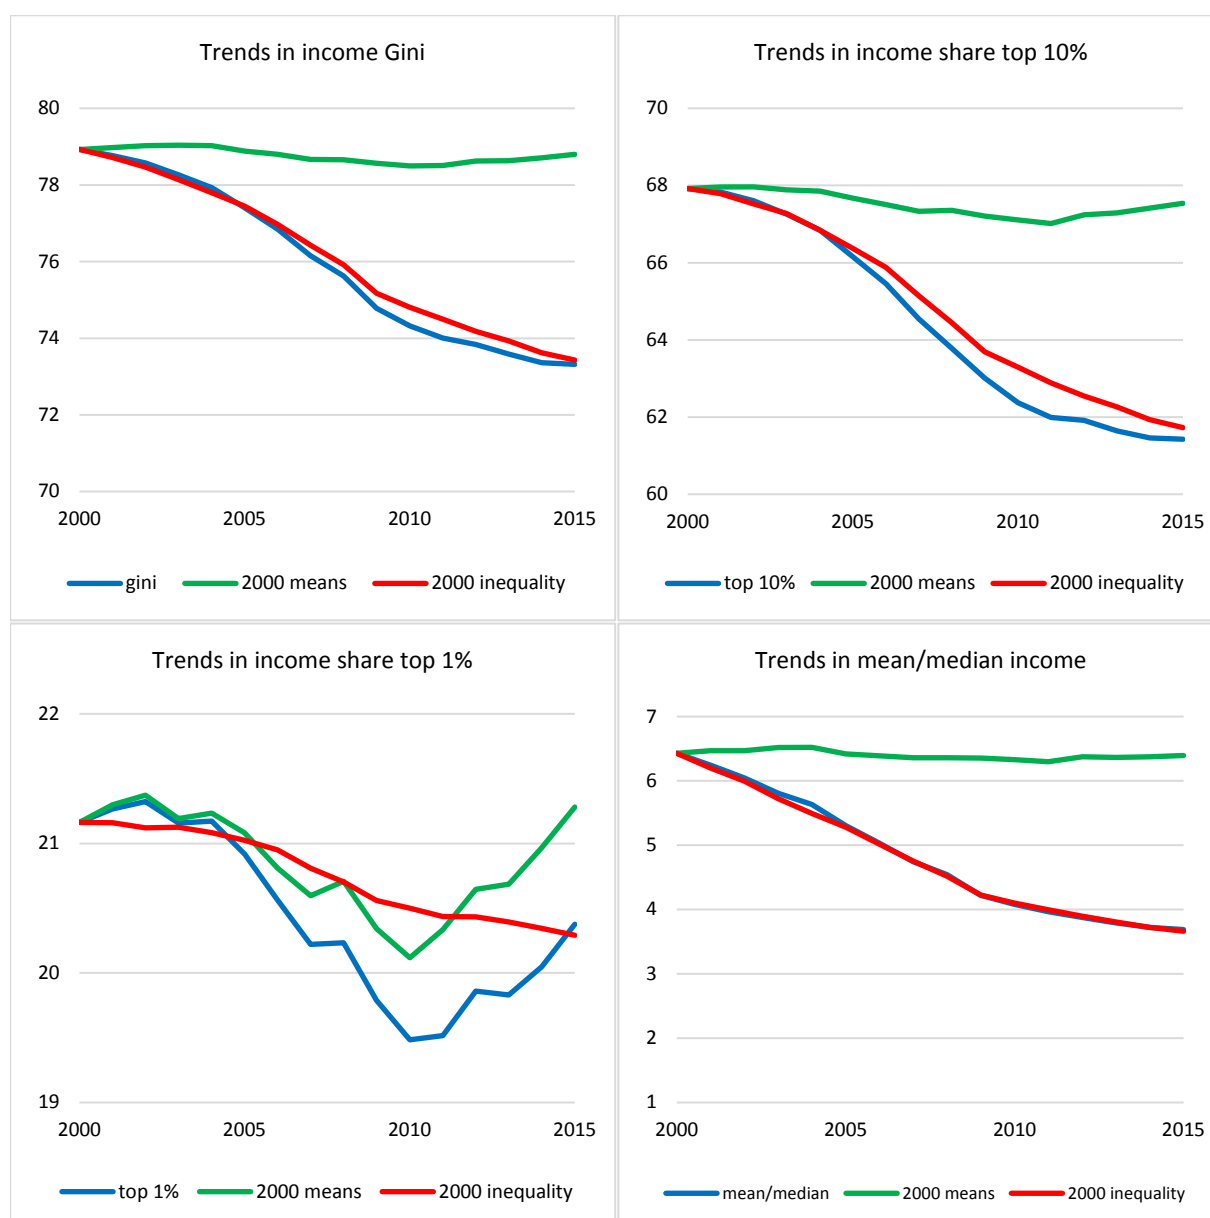 Trends in income Gini
80
78
76
74
72
70
2000 2005 2010 2015
gini 2000 means 2000 inequality
Trends in income share top 10%
70
68
66
64
62
60
2000 2005 2010 2015
top 10% 2000 means 2000 inequality
Trends in income share top 1%
22
21
20
19
2000 2005 2010 2015
top 1% 2000 means 2000 inequality
Trends in mean/median income
7
6
5
4
3
2
1
2000 2005 2010 2015
mean/median 2000 means 2000 inequality